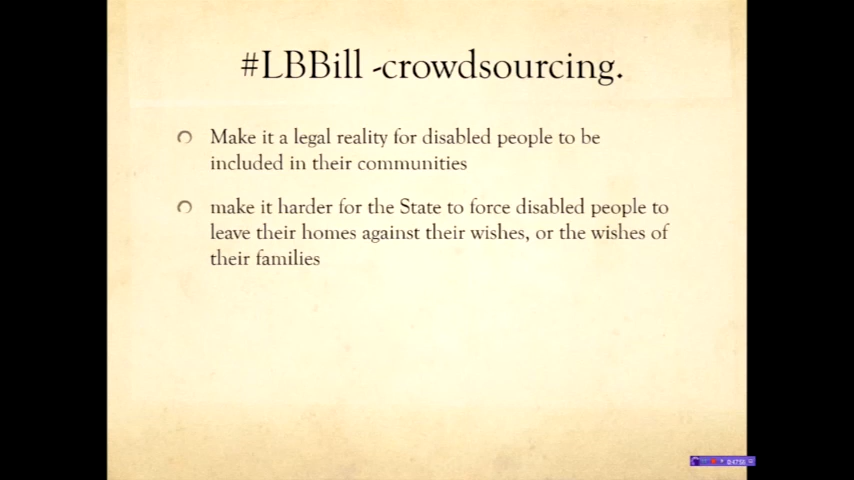 #LBBill -crowdsourcing.
Make it a legal reality for disabled people to be
included in their communities
make it harder for the State to force disabled people to
leave their homes against their wishes, or the wishes of
their families